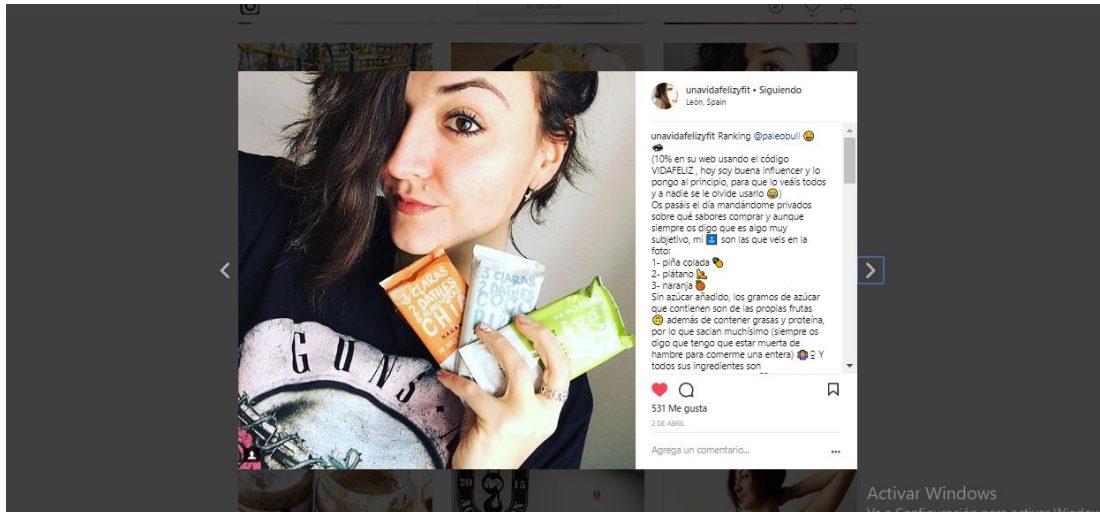 3 CLARAS
2 DATILES
3 CLARAS
2 DATILES
COCO
GUNS
unavidafelizyfit • Siguiendo
León, Spain
unavidafelizyfit Ranking @paleobull 😄
(10% en su web usando el código
VIDAFELIZ , hoy soy buena influencer y lo
pongo al principio, para que lo veáis todos
y a nadie se le olvide usarlo 😄)
Os pasáis el día mandándome privados
sobre qué sabores comprar y aunque
siempre os digo que es algo muy
subjetivo, mi son las que veis en la
foto:
1- piña colada 🍍
2- plátano 🍌
3- naranja 🍊
Sin azúcar añadido, los gramos de azúcar
que contienen son de las propias frutas
🙃 además de contener grasas y proteína,
por lo que sacian muchísimo (siempre os
digo que tengo que estar muerta de
hambre para comerme una entera) Y
todos sus ingredientes son
531 Me gusta
2 DE ABRIL
Agrega un comentario...
20 15
Activar Windows